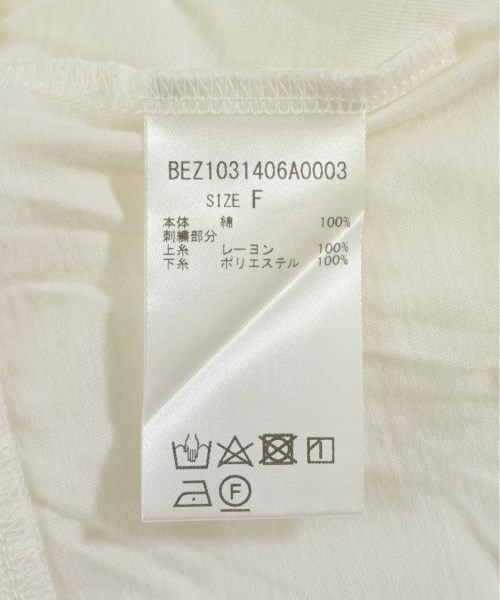 BEZ1031406A0003
SIZE F
本体 綿 100%
刺繍部分
上糸 レーヨン 100%
下糸 ポリエステル 100%
F